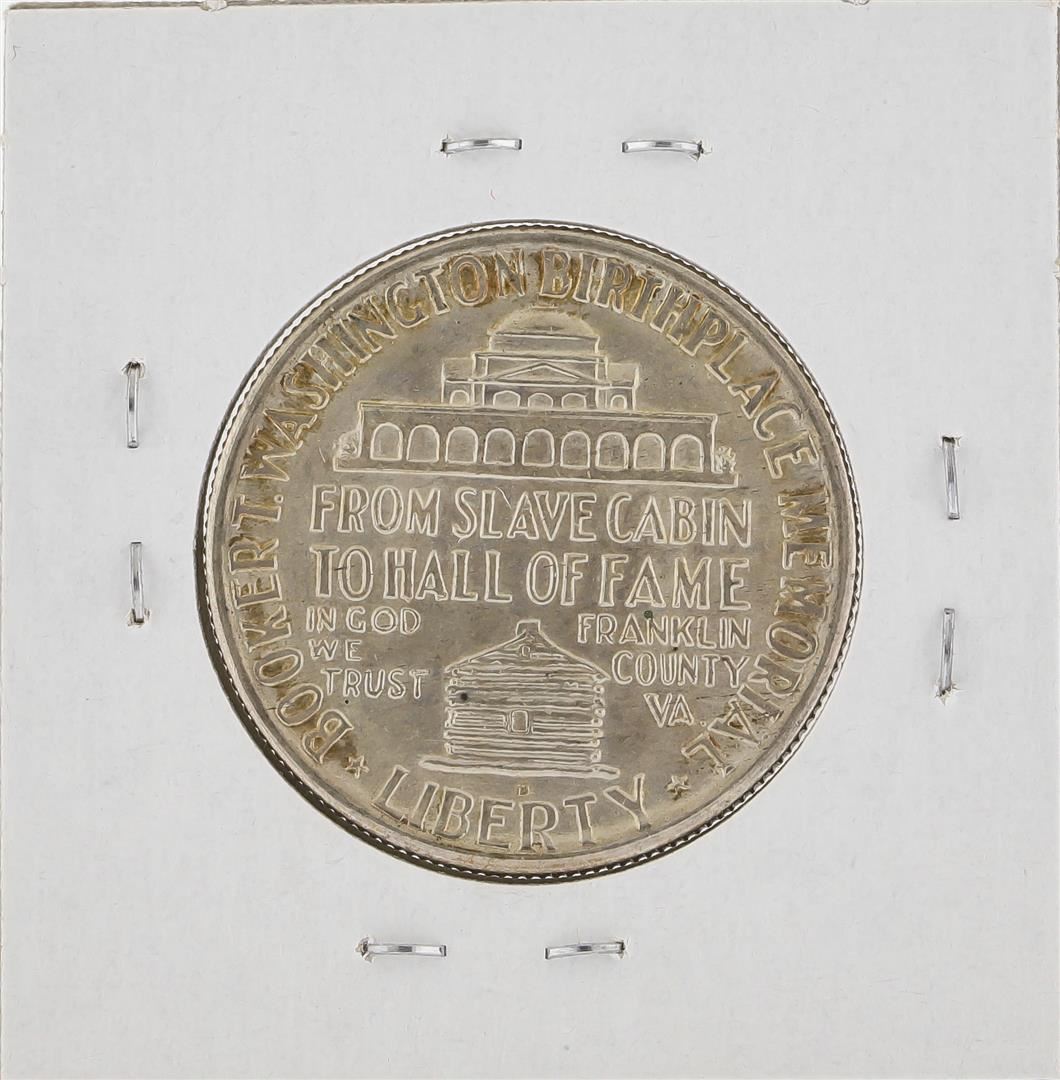 BOOKER T. WASHINGTON BIRTHPLACE MEMORIAL
FROM SLAVE CABIN
TO HALL OF FAME
IN GOD
WE
TRUST
FRANKLIN
COUNTY
VA.
LIBERTY